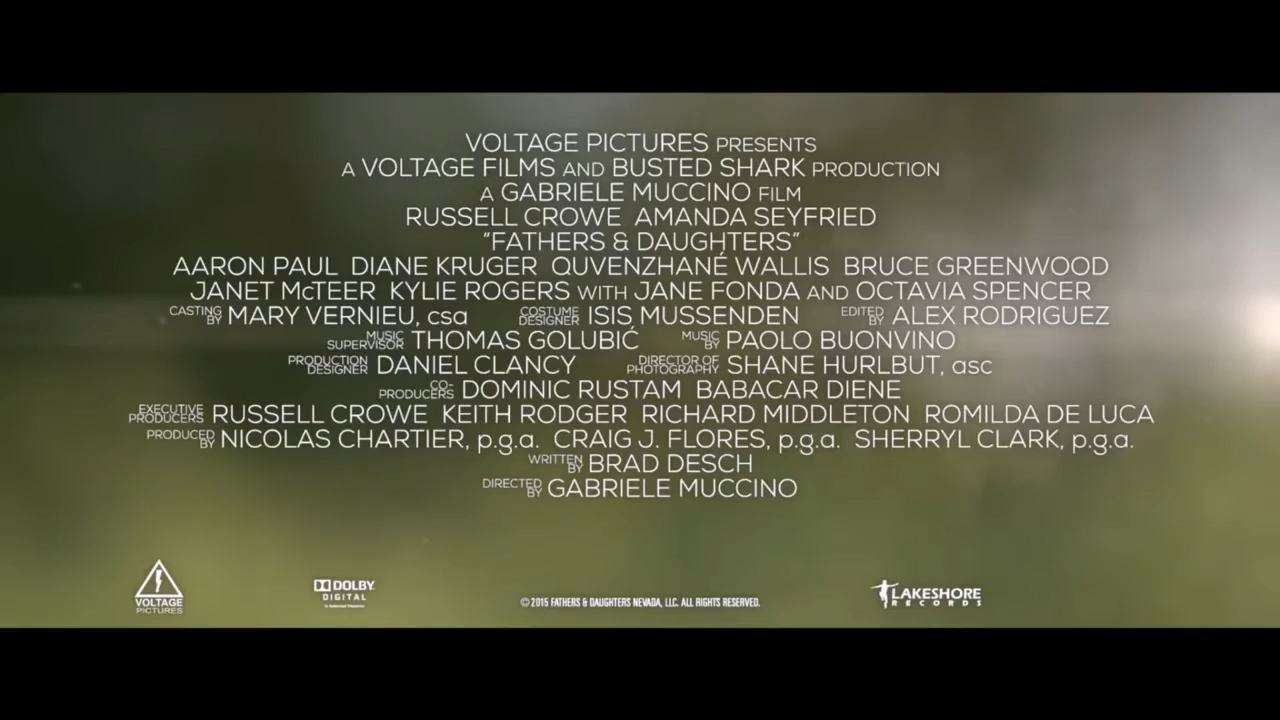 VOLTAGE PICTURES PRESENTS
A VOLTAGE FILMS AND BUSTED SHARK PRODUCTION
A GABRIELE MUCCINO FILM
RUSSELL CROWE AMANDA SEYFRIED
“FATHERS & DAUGHTERS”
AARON PAUL DIANE KRUGER QUVENZHANÉ WALLIS BRUCE GREENWOOD
JANET McTEER KYLIE ROGERS WITH JANE FONDA AND OCTAVIA SPENCER
CASTING BY MARY VERNIEU, csa COSTUME DESIGNER ISIS MUSSENDEN EDITED BY ALEX RODRIGUEZ
MUSIC SUPERVISOR THOMAS GOLUBIĆ MUSIC BY PAOLO BUONVINO
PRODUCTION DESIGNER DANIEL CLANCY DIRECTOR OF PHOTOGRAPHY SHANE HURLBUT, asc
CO-PRODUCERS DOMINIC RUSTAM BABACAR DIENE
EXECUTIVE PRODUCERS RUSSELL CROWE KEITH RODGER RICHARD MIDDLETON ROMILDA DE LUCA
PRODUCED BY NICOLAS CHARTIER, p.g.a. CRAIG J. FLORES, p.g.a. SHERRYL CLARK, p.g.a.
WRITTEN BY BRAD DESCH
DIRECTED BY GABRIELE MUCCINO
VOLTAGE PICTURES
DOLBY DIGITAL
© 2015 FATHERS & DAUGHTERS NEVADA, LLC. ALL RIGHTS RESERVED.
LAKESHORE RECORDS